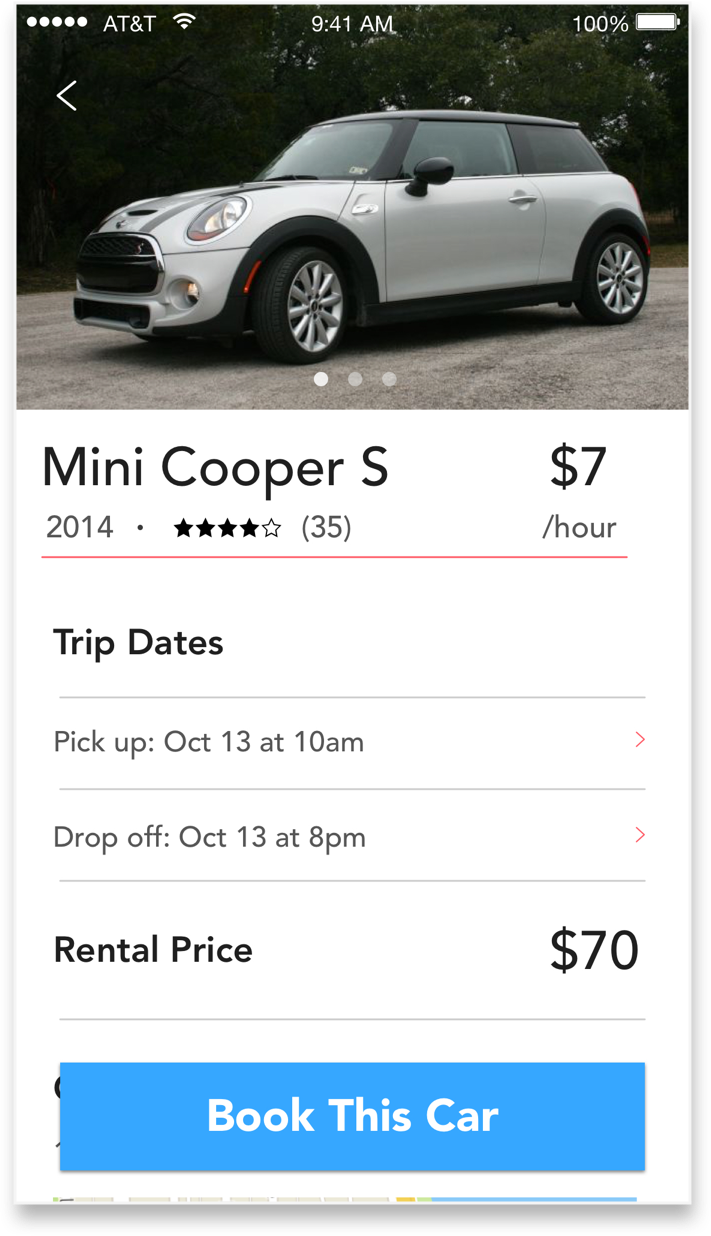 AT&T 9:41 AM 100%
Mini Cooper S $7
2014 · ★★★★☆ (35) /hour
Trip Dates
Pick up: Oct 13 at 10am
Drop off: Oct 13 at 8pm
Rental Price $70
Book This Car